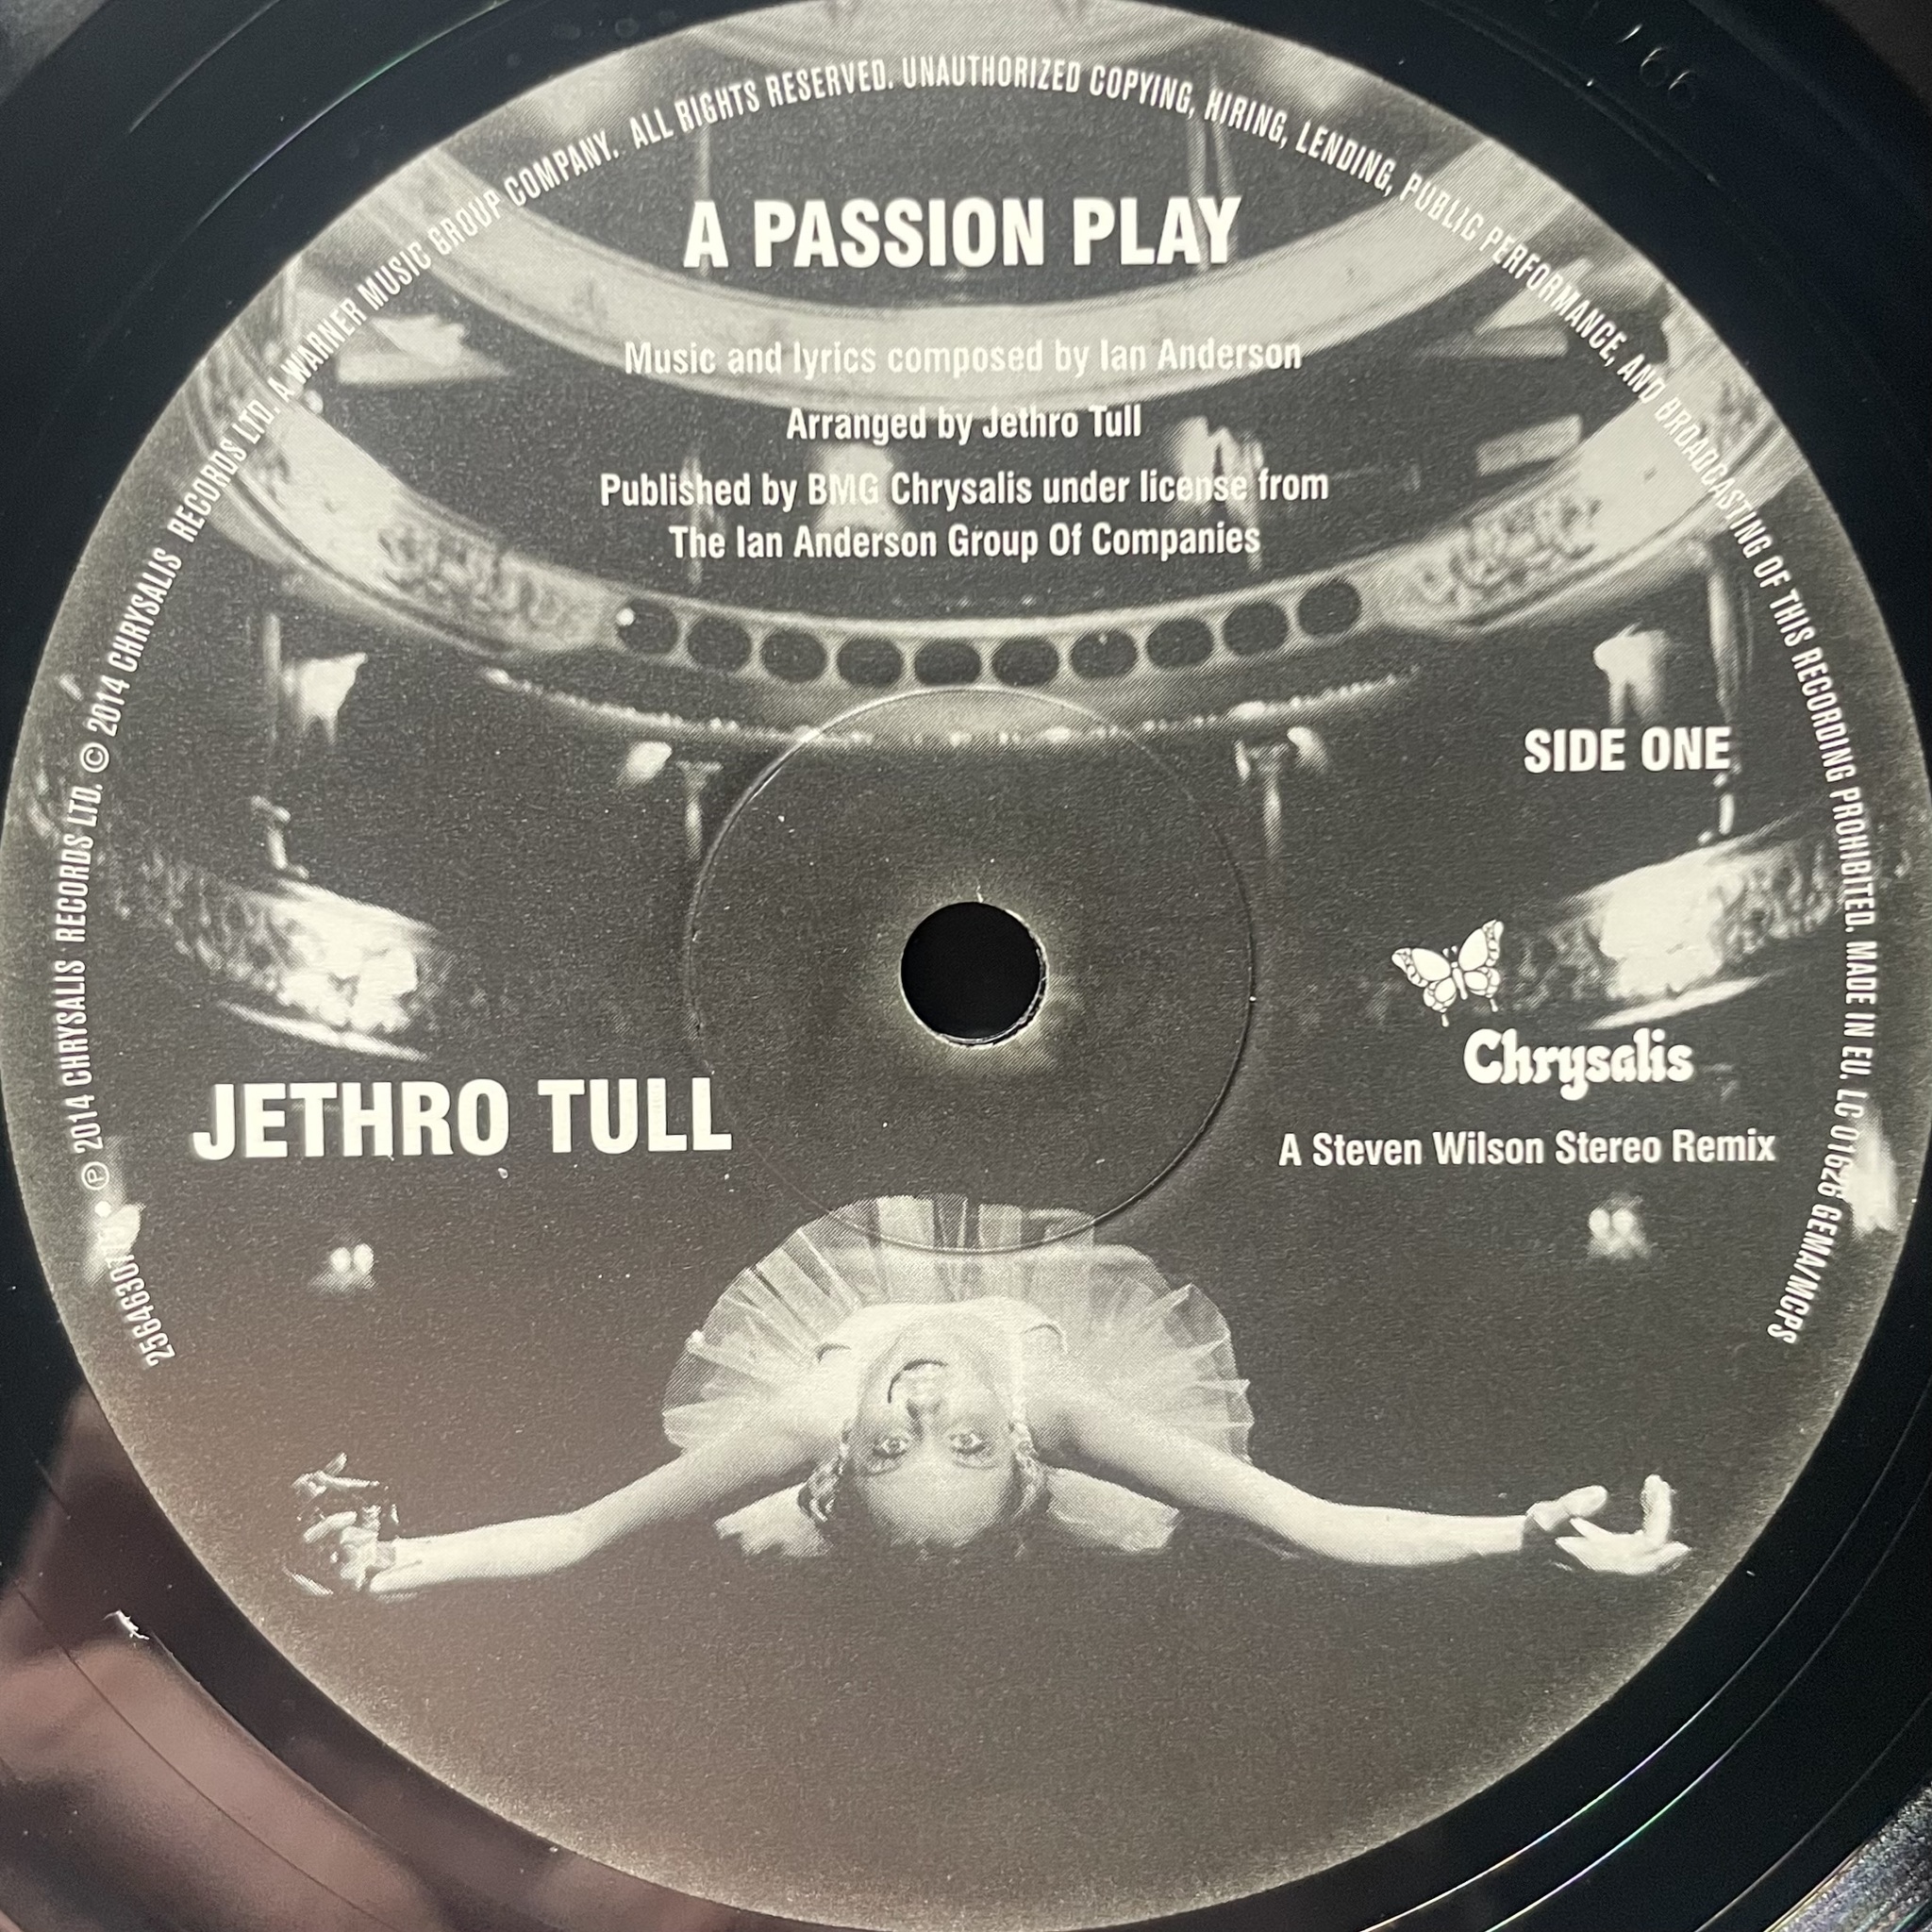 A PASSION PLAY
Music and lyrics composed by Ian Anderson
Arranged by Jethro Tull
Published by BMG Chrysalis under license from
The Ian Anderson Group Of Companies
SIDE ONE
Chrysalis
JETHRO TULL
A Steven Wilson Stereo Remix
℗ 2014 CHRYSALIS RECORDS LTD. © 2014 CHRYSALIS RECORDS LTD. A WARNER MUSIC GROUP COMPANY. ALL RIGHTS RESERVED. UNAUTHORIZED COPYING, HIRING, LENDING, PUBLIC PERFORMANCE, AND BROADCASTING OF THIS RECORDING PROHIBITED. MADE IN EU. LC 01626 GEMA/MCPS